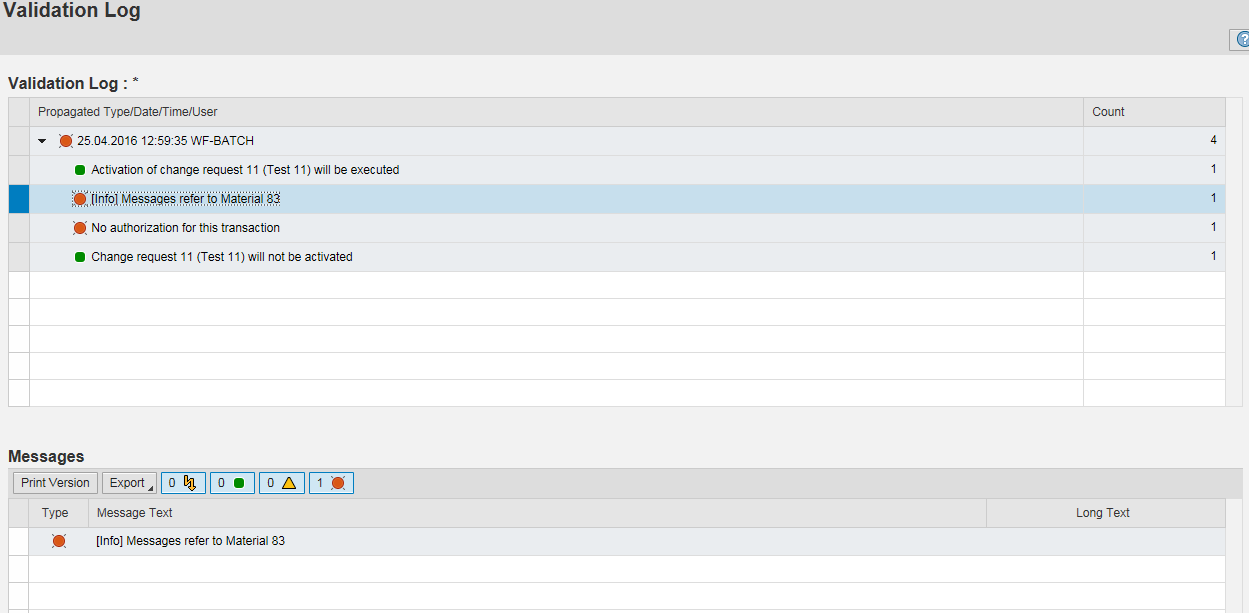 Validation Log
?
Validation Log : *
Propagated Type/Date/Time/User Count
25.04.2016 12:59:35 WF-BATCH 4
Activation of change request 11 (Test 11) will be executed 1
[Info] Messages refer to Material 83 1
No authorization for this transaction 1
Change request 11 (Test 11) will not be activated 1
Messages
Print Version Export 0 0 0 1
Type Message Text Long Text
[Info] Messages refer to Material 83